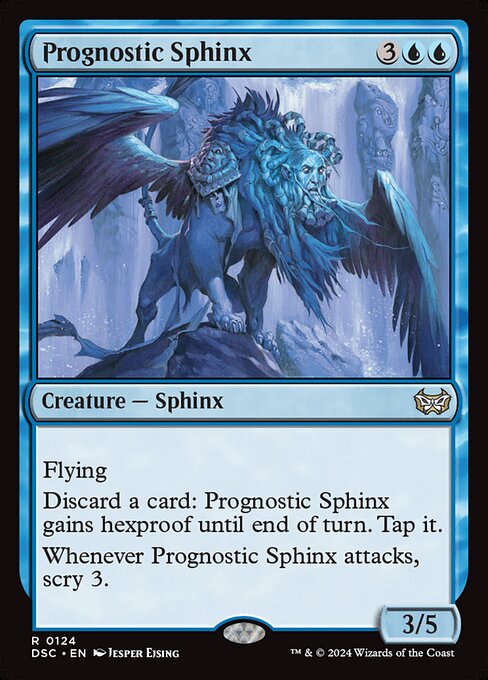 Prognostic Sphinx 3
Creature — Sphinx
Flying
Discard a card: Prognostic Sphinx
gains hexproof until end of turn. Tap it.
Whenever Prognostic Sphinx attacks,
scry 3.
3/5
R 0124
DSC • EN Jesper Ejsing
™ & © 2024 Wizards of the Coast